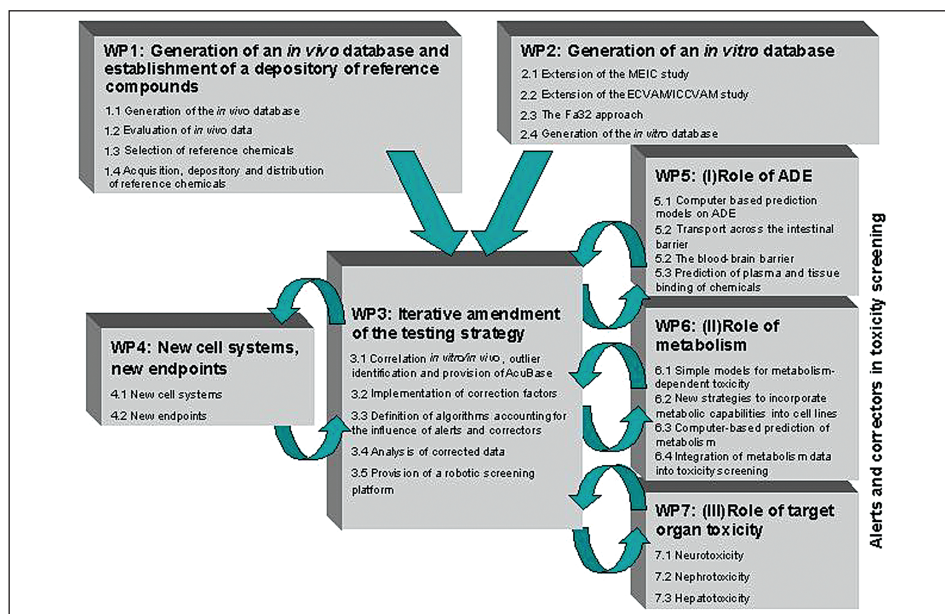 WP1: Generation of an in vivo database and
establishment of a depository of reference
compounds
1.1 Generation of the in vivo database
1.2 Evaluation of in vivo data
1.3 Selection of reference chemicals
1.4 Acquisition, depository and distribution
of reference chemicals
WP2: Generation of an in vitro database
2.1 Extension of the MEIC study
2.2 Extension of the ECVAM/ICCVAM study
2.3 The Fa32 approach
2.4 Generation of the in vitro database
WP3: Iterative amendment
of the testing strategy
3.1 Correlation in vitro/in vivo, outlier
identification and provision of AcuBase
3.2 Implementation of correction factors
3.3 Definition of algorithms accounting for
the influence of alerts and correctors
3.4 Analysis of corrected data
3.5 Provision of a robotic screening
platform
WP4: New cell systems,
new endpoints
4.1 New cell systems
4.2 New endpoints
WP5: (I)Role of ADE
5.1 Computer based prediction
models on ADE
5.2 Transport across the intestinal
barrier
5.2 The blood-brain barrier
5.3 Prediction of plasma and tissue
binding of chemicals
WP6: (II)Role of
metabolism
6.1 Simple models for metabolism-
dependent toxicity
6.2 New strategies to incorporate
metabolic capabilities into cell lines
6.3 Computer-based prediction of
metabolism
6.4 Integration of metabolism data
into toxicity screening
WP7: (III)Role of target
organ toxicity
7.1 Neurotoxicity
7.2 Nephrotoxicity
7.3 Hepatotoxicity
Alerts and correctors in toxicity screening